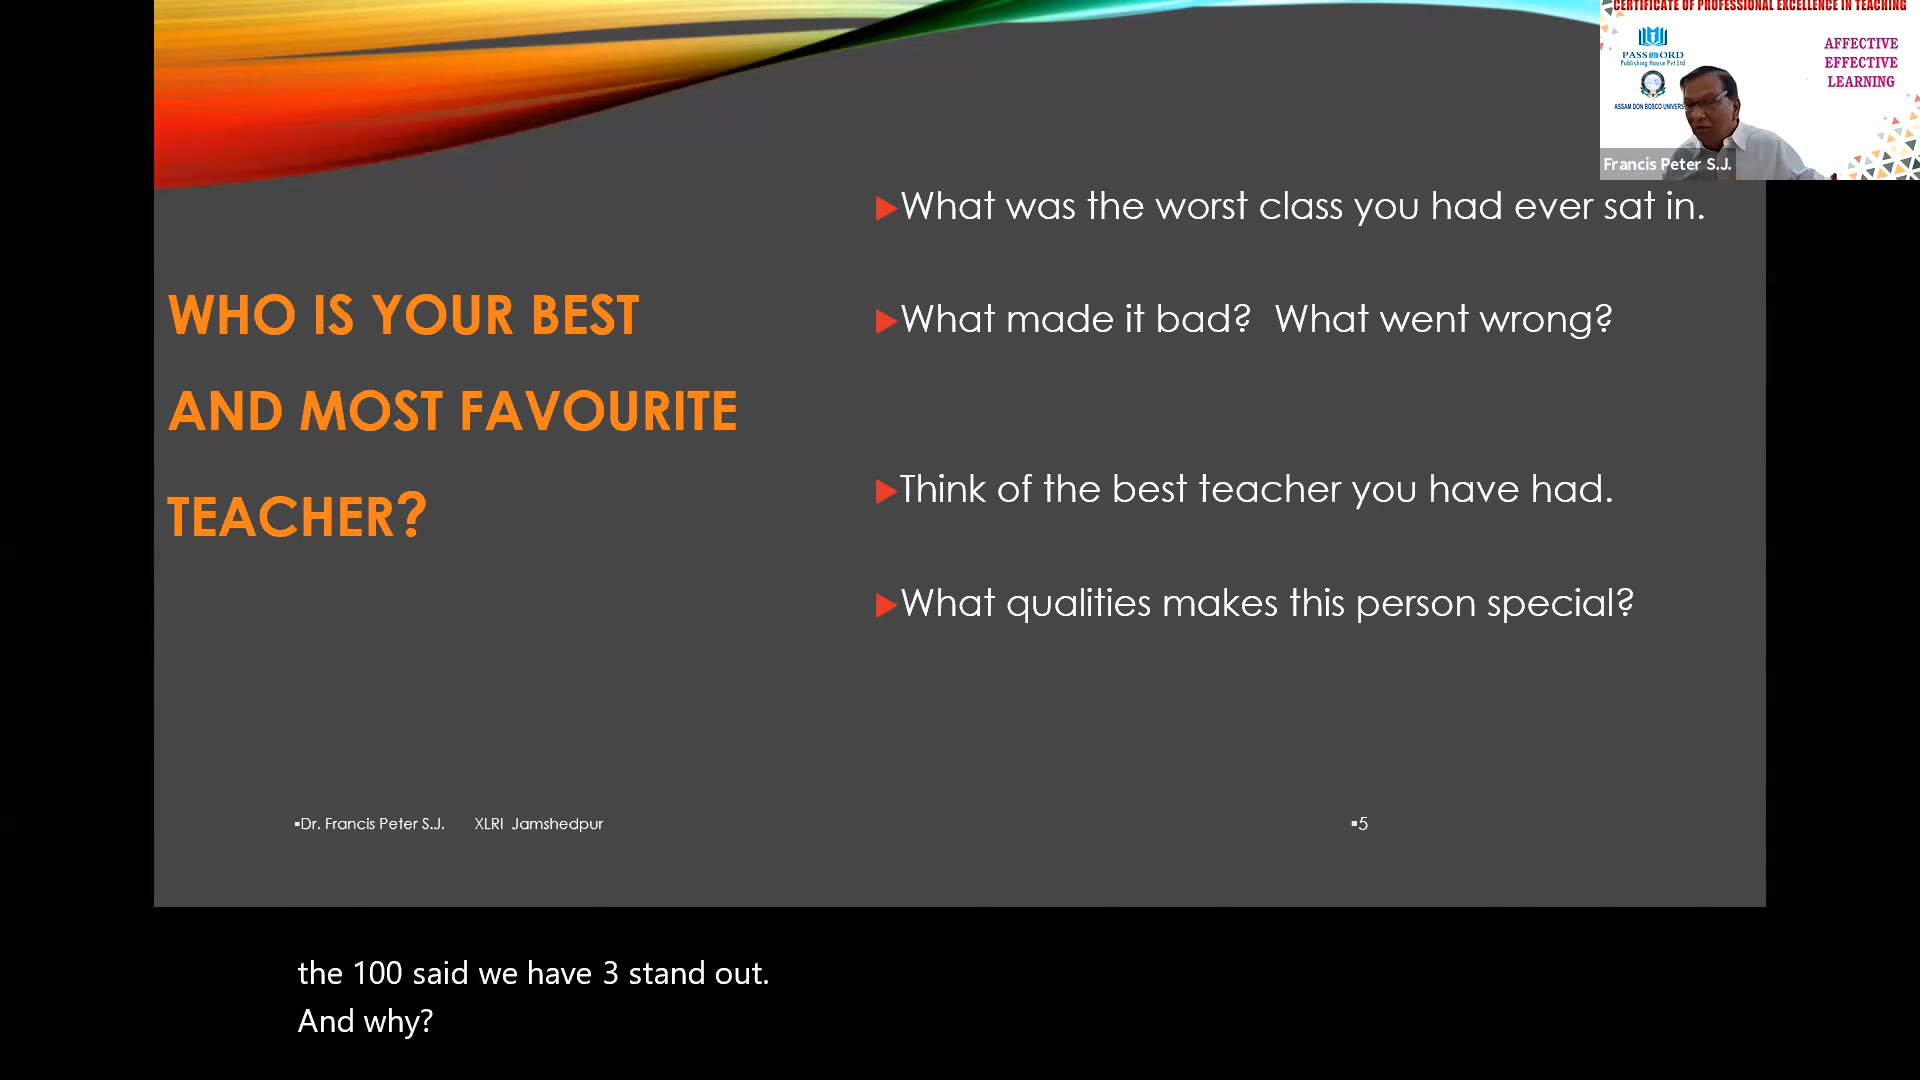 CERTIFICATE OF PROFESSIONAL EXCELLENCE IN TEACHING
PASSWORD
Publishing House Pvt.Ltd
ASSAM DON BOSCO UNIVERS
AFFECTIVE
EFFECTIVE
LEARNING
Francis Peter S.J.
WHO IS YOUR BEST
AND MOST FAVOURITE
TEACHER?
What was the worst class you had ever sat in.
What made it bad?  What went wrong?
Think of the best teacher you have had.
What qualities makes this person special?
Dr. Francis Peter S.J.  XLRI  Jamshedpur
5
the 100 said we have 3 stand out.
And why?